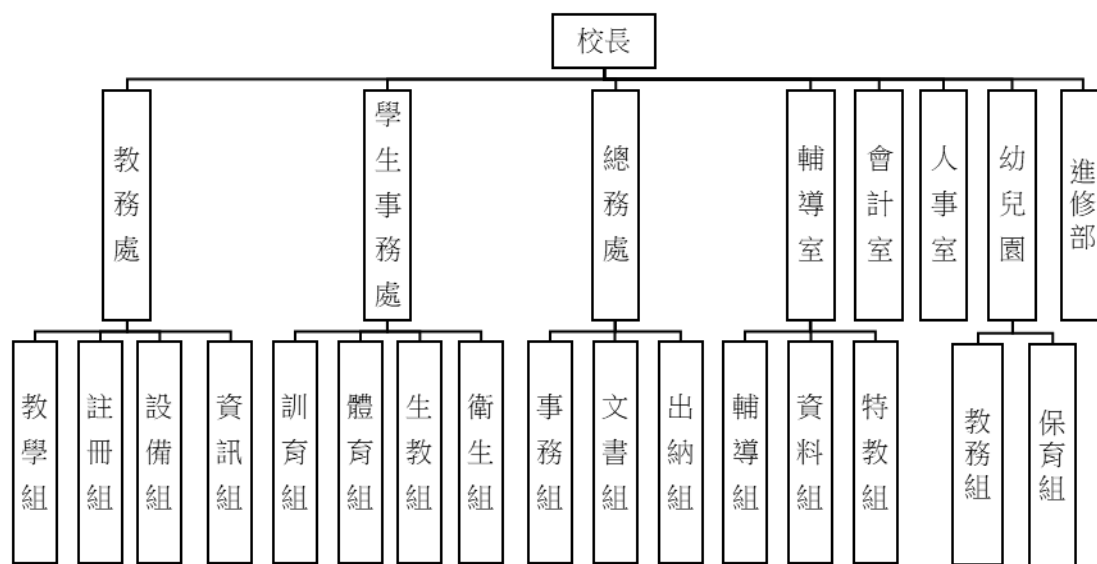 校長
教務處
學生事務處
總務處
輔導室
會計室
人事室
幼兒園
進修部
教學組
註冊組
設備組
資訊組
訓育組
體育組
生教組
衛生組
事務組
文書組
出納組
輔導組
資料組
特教組
教務組
保育組